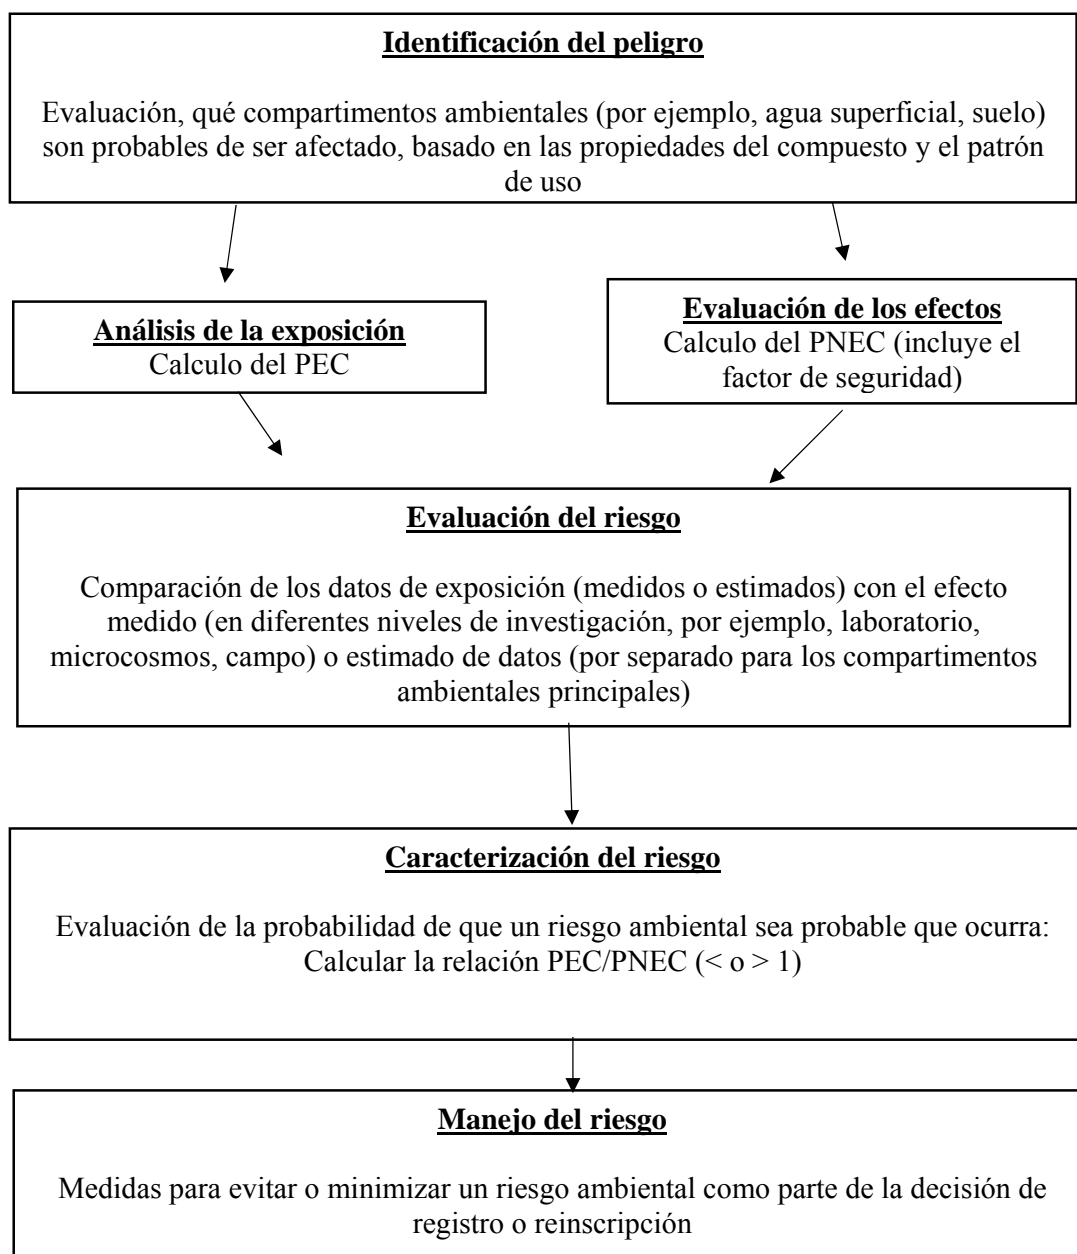 Identificación del peligro
Evaluación, qué compartimentos ambientales (por ejemplo, agua superficial, suelo)
son probables de ser afectado, basado en las propiedades del compuesto y el patrón
de uso
Análisis de la exposición
Calculo del PEC
Evaluación de los efectos
Calculo del PNEC (incluye el
factor de seguridad)
Evaluación del riesgo
Comparación de los datos de exposición (medidos o estimados) con el efecto
medido (en diferentes niveles de investigación, por ejemplo, laboratorio,
microcosmos, campo) o estimado de datos (por separado para los compartimentos
ambientales principales)
Caracterización del riesgo
Evaluación de la probabilidad de que un riesgo ambiental sea probable que ocurra:
Calcular la relación PEC/PNEC (< o > 1)
Manejo del riesgo
Medidas para evitar o minimizar un riesgo ambiental como parte de la decisión de
registro o reinscripción